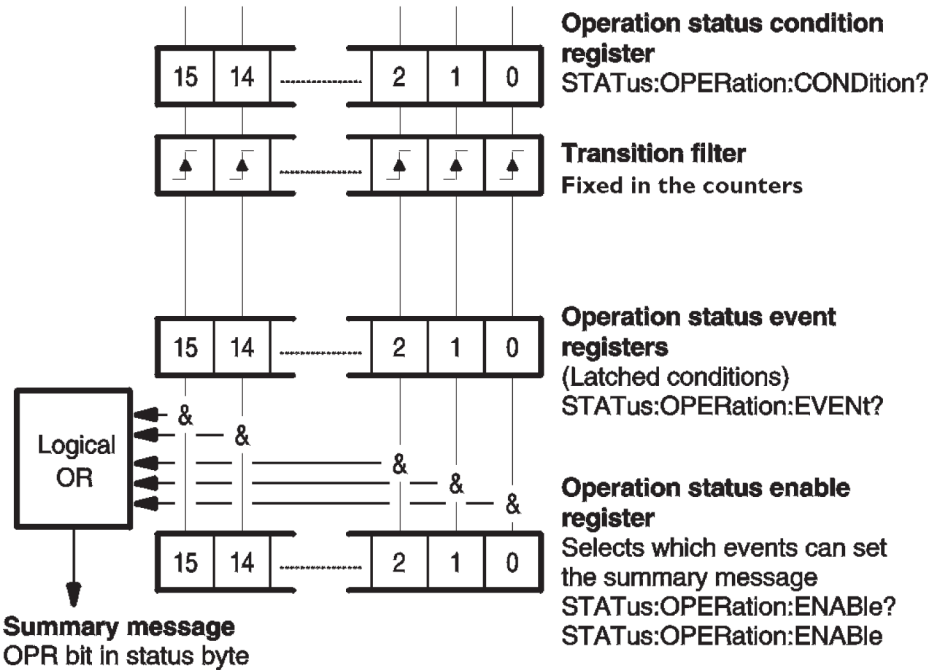 Operation status condition
register
STATus:OPERation:CONDition?
15 14 2 1 0
Transition filter
Fixed in the counters
Operation status event
registers
(Latched conditions)
STATus:OPERation:EVENt?
15 14 2 1 0
&
&
&
&
&
Logical
OR
Operation status enable
register
Selects which events can set
the summary message
STATus:OPERation:ENABle?
STATus:OPERation:ENABle
15 14 2 1 0
Summary message
OPR bit in status byte